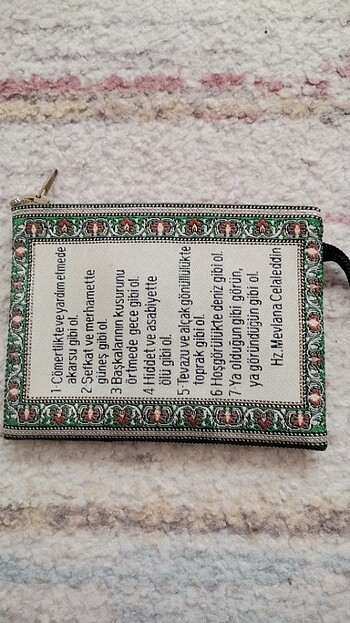 1 Cömertlikte ve yardım etmede
akarsu gibi ol.
2 Şefkat ve merhamette
güneş gibi ol.
3 Başkalarının kusurunu
örtmede gece gibi ol.
4 Hiddet ve asabiyette
ölü gibi ol.
5 Tevazu ve alçak gönüllülükte
toprak gibi ol.
6 Hoşgörülükte deniz gibi ol.
7 Ya olduğun gibi görün,
ya göründüğün gibi ol.
Hz. Mevlana Celaleddin